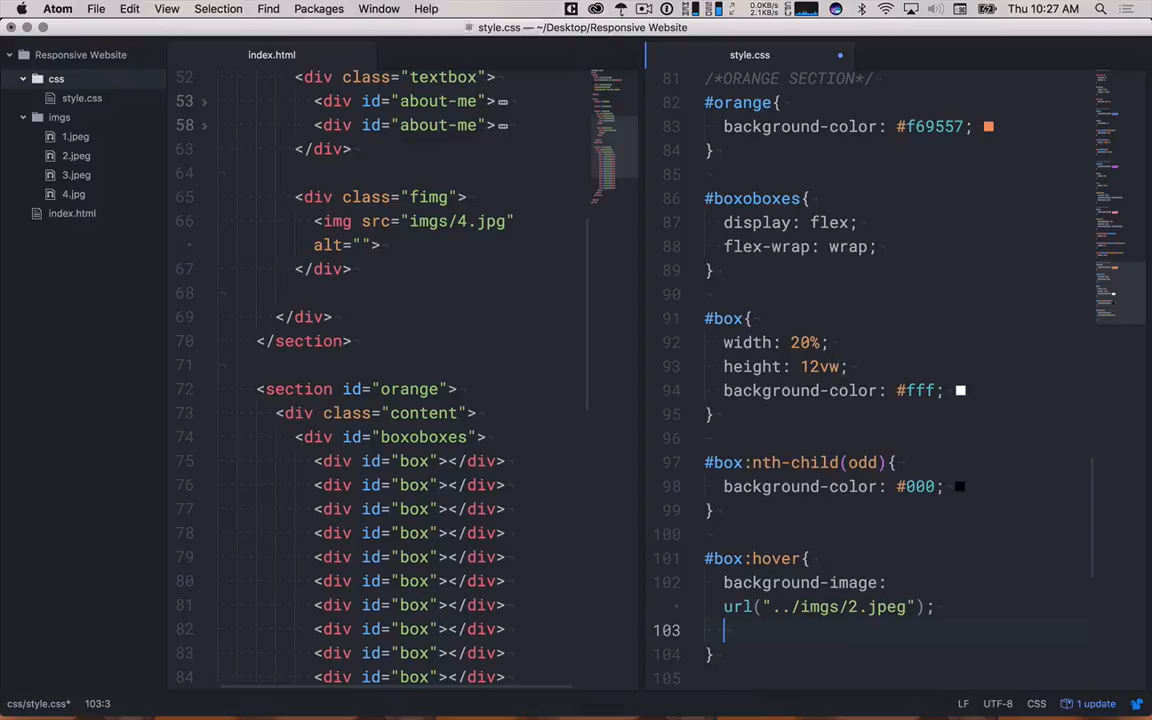 Atom File Edit View Selection Find Packages Window Help
0.0KB/s
2.1KB/s
Thu 10:27 AM
style.css — ~/Desktop/Responsive Website
Responsive Website
css
style.css
imgs
1.jpeg
2.jpeg
3.jpeg
4.jpg
index.html
index.html
52 <div class="textbox">
53 <div id="about-me">
58 <div id="about-me">
63 </div>
64
65 <div class="fimg">
66 <img src="imgs/4.jpg"
alt="">
67 </div>
68
69 </div>
70 </section>
71
72 <section id="orange">
73 <div class="content">
74 <div id="boxoboxes">
75 <div id="box"></div>
76 <div id="box"></div>
77 <div id="box"></div>
78 <div id="box"></div>
79 <div id="box"></div>
80 <div id="box"></div>
81 <div id="box"></div>
82 <div id="box"></div>
83 <div id="box"></div>
84 <div id="box"></div>
style.css
81 /*ORANGE SECTION*/
82 #orange{
83 background-color: #f69557;
84 }
85
86 #boxoboxes{
87 display: flex;
88 flex-wrap: wrap;
89 }
90
91 #box{
92 width: 20%;
93 height: 12vw;
94 background-color: #fff;
95 }
96
97 #box:nth-child(odd){
98 background-color: #000;
99 }
100
101 #box:hover{
102 background-image:
url("../imgs/2.jpeg");
103
104 }
105
css/style.css* 103:3
LF UTF-8 CSS 1 update